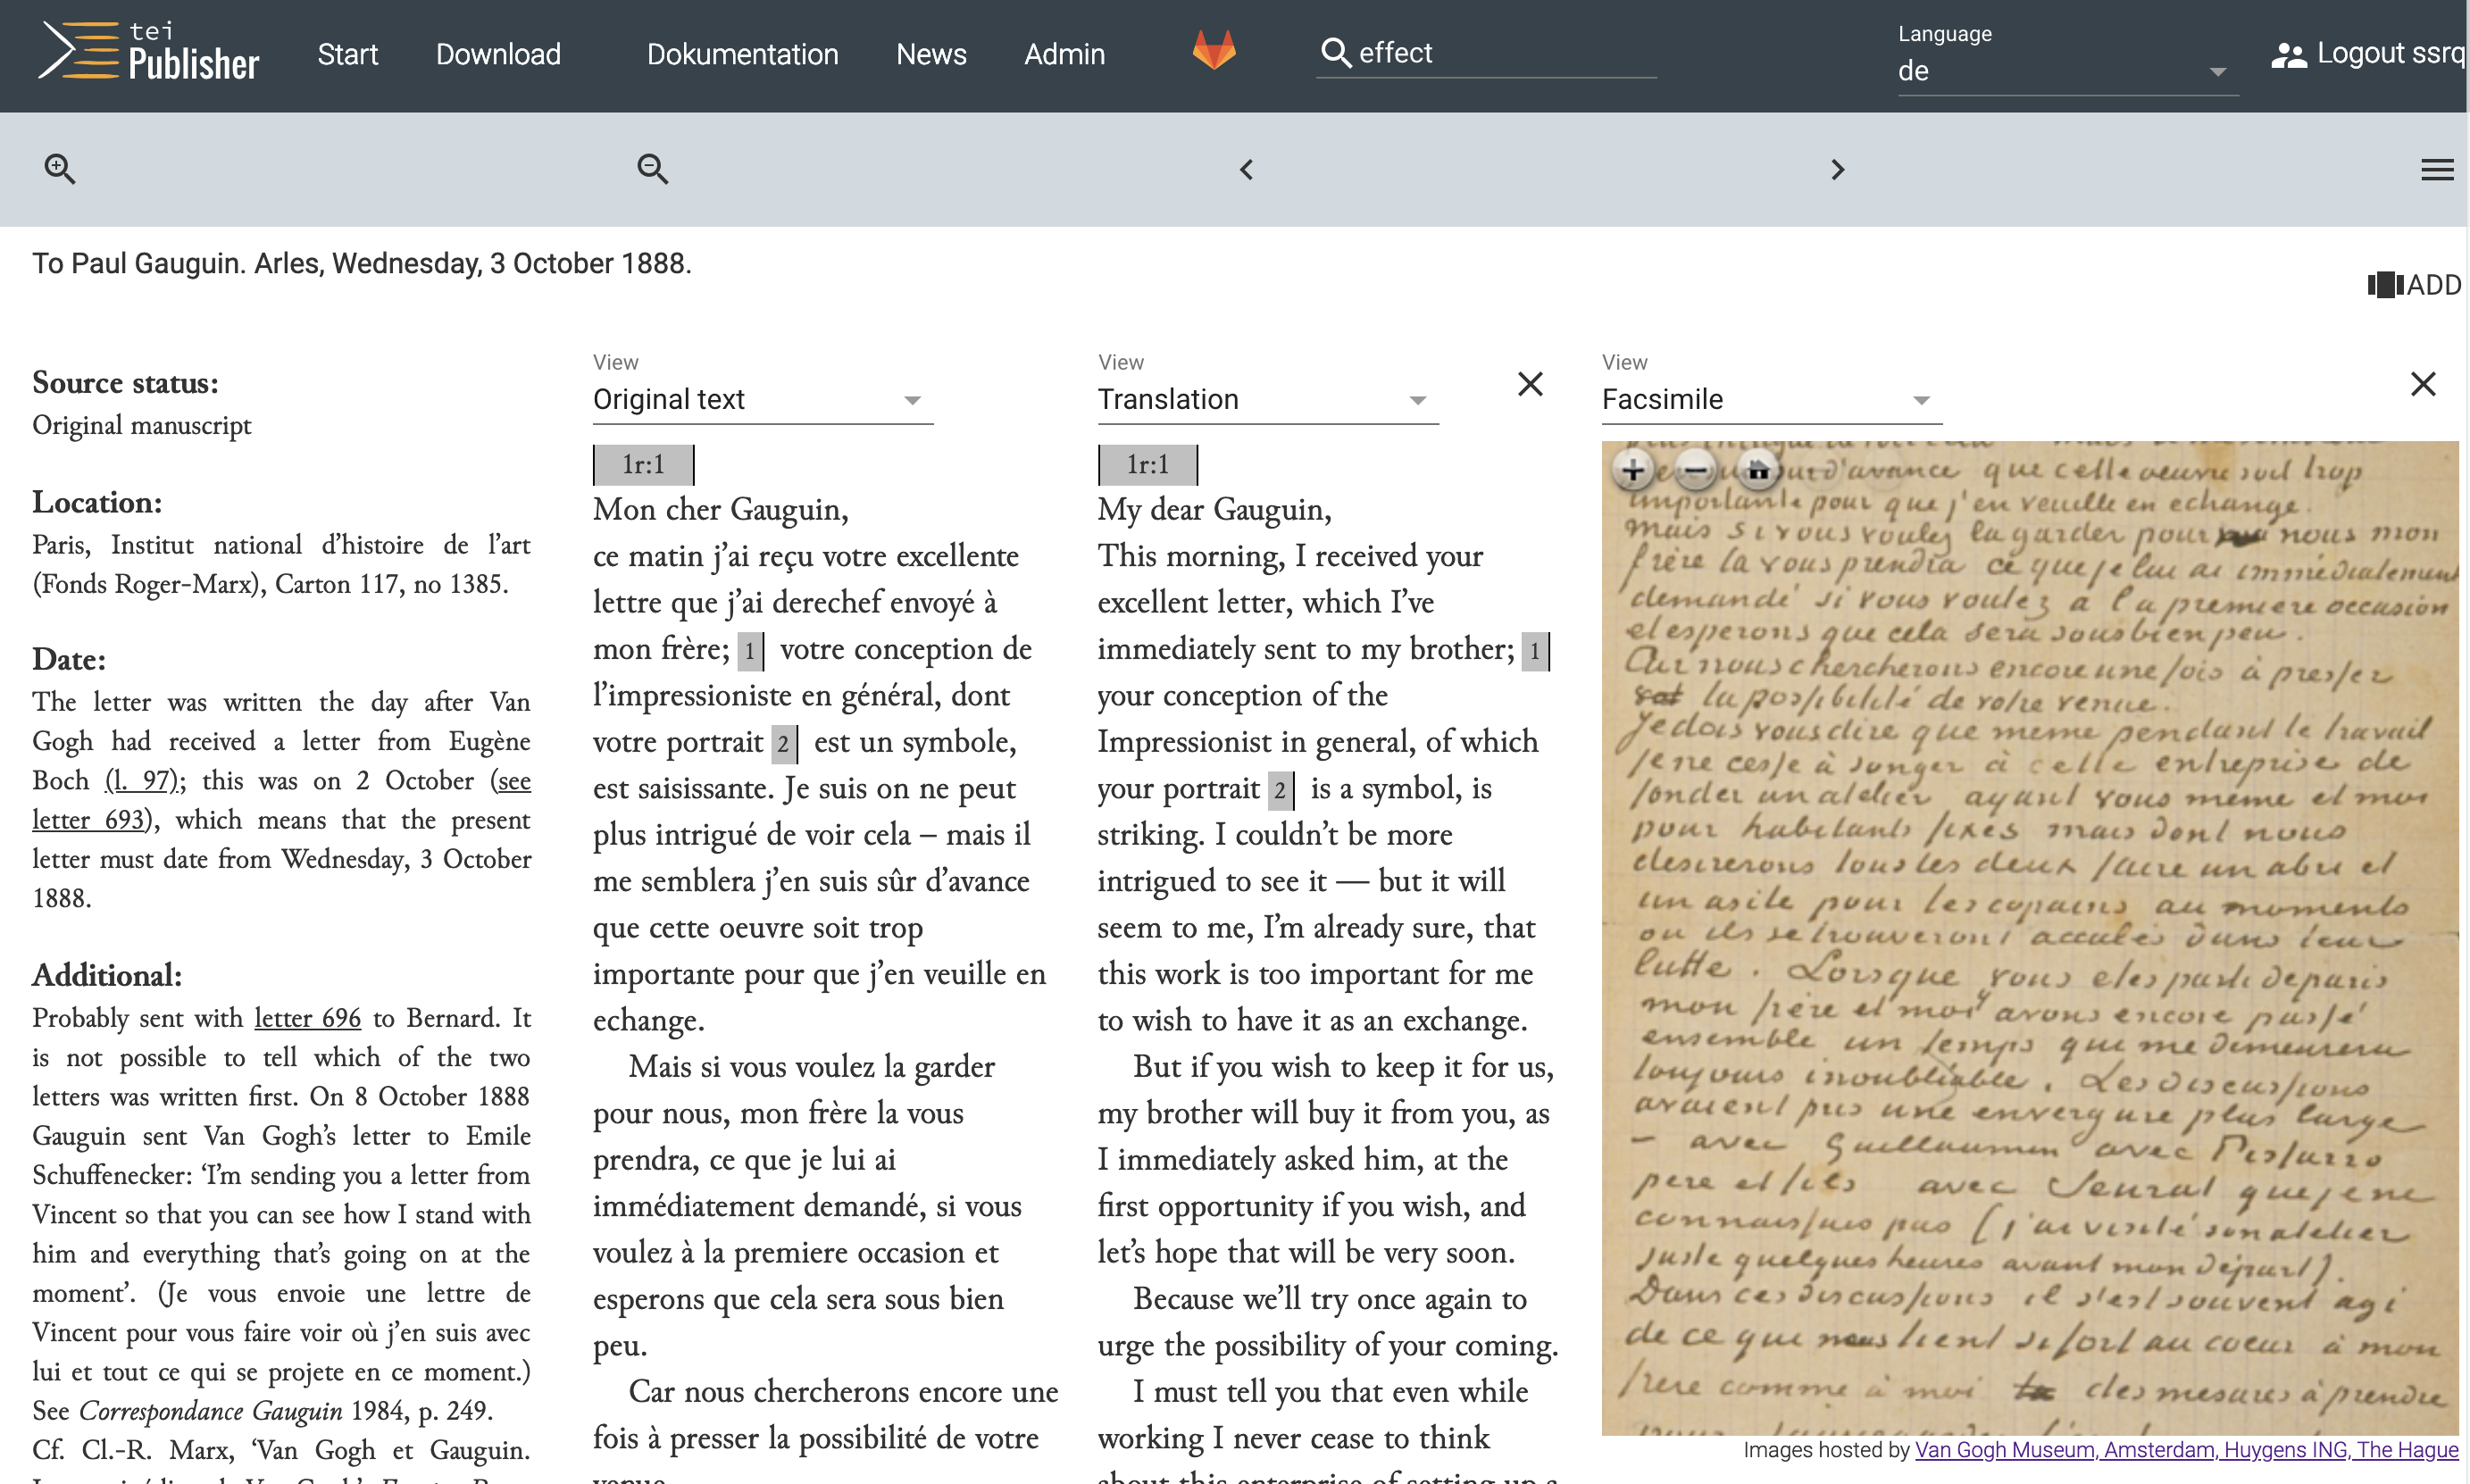 tei
Publisher
Start
Download
Dokumentation
News
Admin
effect
Language
de
Logout ssrq
To Paul Gauguin. Arles, Wednesday, 3 October 1888.
ADD
Source status:
Original manuscript
Location:
Paris, Institut national d’histoire de l’art
(Fonds Roger-Marx), Carton 117, no 1385.
Date:
The letter was written the day after Van
Gogh had received a letter from Eugène
Boch (l. 97); this was on 2 October (see
letter 693), which means that the present
letter must date from Wednesday, 3 October
1888.
Additional:
Probably sent with letter 696 to Bernard. It
is not possible to tell which of the two
letters was written first. On 8 October 1888
Gauguin sent Van Gogh’s letter to Emile
Schuffenecker: ‘I’m sending you a letter from
Vincent so that you can see how I stand with
him and everything that’s going on at the
moment’. (Je vous envoie une lettre de
Vincent pour vous faire voir où j’en suis avec
lui et tout ce qui se projete en ce moment.)
See Correspondance Gauguin 1984, p. 249.
Cf. Cl.-R. Marx, ‘Van Gogh et Gauguin.
View
Original text
1r:1
Mon cher Gauguin,
ce matin j’ai reçu votre excellente
lettre que j’ai derechef envoyé à
mon frère; 1 votre conception de
l’impressioniste en général, dont
votre portrait 2 est un symbole,
est saisissante. Je suis on ne peut
plus intrigué de voir cela – mais il
me semblera j’en suis sûr d’avance
que cette oeuvre soit trop
importante pour que j’en veuille en
echange.
Mais si vous voulez la garder
pour nous, mon frère la vous
prendra, ce que je lui ai
immédiatement demandé, si vous
voulez à la premiere occasion et
esperons que cela sera sous bien
peu.
Car nous chercherons encore une
fois à presser la possibilité de votre
venue.
View
Translation
1r:1
My dear Gauguin,
This morning, I received your
excellent letter, which I’ve
immediately sent to my brother; 1
your conception of the
Impressionist in general, of which
your portrait 2 is a symbol, is
striking. I couldn’t be more
intrigued to see it — but it will
seem to me, I’m already sure, that
this work is too important for me
to wish to have it as an exchange.
But if you wish to keep it for us,
my brother will buy it from you, as
I immediately asked him, at the
first opportunity if you wish, and
let’s hope that will be very soon.
Because we’ll try once again to
urge the possibility of your coming.
I must tell you that even while
working I never cease to think
about this enterprise of setting up a
View
Facsimile
d'avance que cette oeuvre soit trop
importante pour que j'en veuille en echange.
Mais si vous voulez la garder pour nous mon
frère la vous prendra ce que je lui ai immédiatement
demandé si vous voulez a la premiere occasion
et esperons que cela sera sous bien peu.
Car nous chercherons encore une fois à presser
la possibilité de votre venue.
Je dois vous dire que meme pendant le travail
je ne cesse à songer à cette entreprise de
fonder un atelier ayant vous meme et moi
pour habitants fixes mais dont nous
desirerons tous les deux faire un abri et
un asile pour les copains au moments
ou ils se trouveront acculés dans leur
lutte. Lorsque vous etes parti de paris
mon frère et moi y avons encore passé
ensemble un temps qui me demeurera
toujours inoubliable. Les discussions
avaient pris une envergure plus large
– avec Guillaumin avec Pissarro
pere et fils avec Seurat que je ne
connaissais pas (j'ai visité son atelier
juste quelques heures avant mon départ).
Dans ces discussions il s'est souvent agi
de ce qui nous tient si fort au coeur à mon
frere comme à moi des mesures à prendre
Images hosted by Van Gogh Museum, Amsterdam, Huygens ING, The Hague